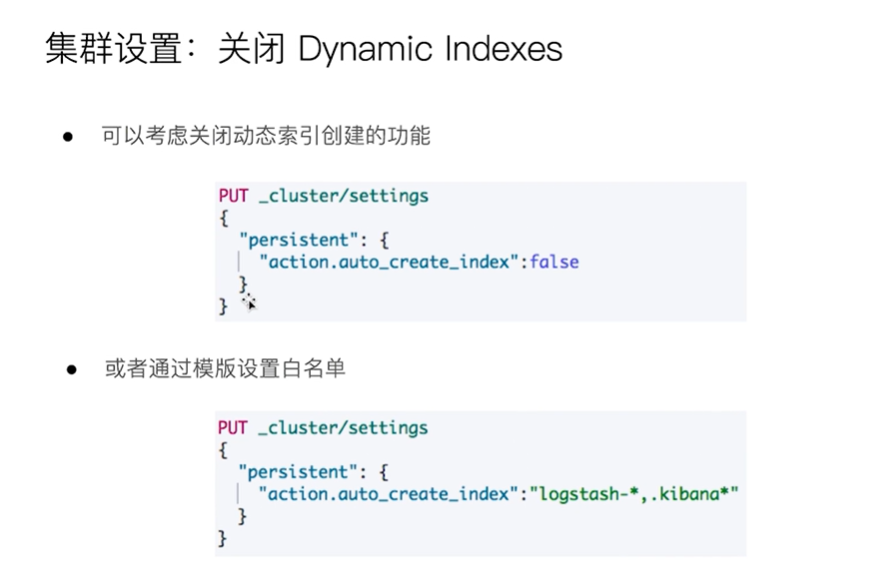 集群设置：关闭 Dynamic Indexes
● 可以考虑关闭动态索引创建的功能
PUT _cluster/settings
{
  "persistent": {
    "action.auto_create_index":false
  }
}
● 或者通过模版设置白名单
PUT _cluster/settings
{
  "persistent": {
    "action.auto_create_index":"logstash-*,.kibana*"
  }
}